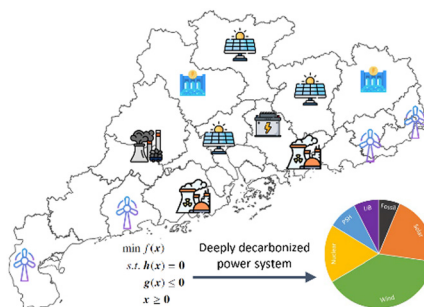 min f(x)
s.t. h(x) = 0
g(x) ≤ 0
x ≥ 0
Deeply decarbonized
power system
Fossil
Solar
Wind
Nuclear
PSH
LIB